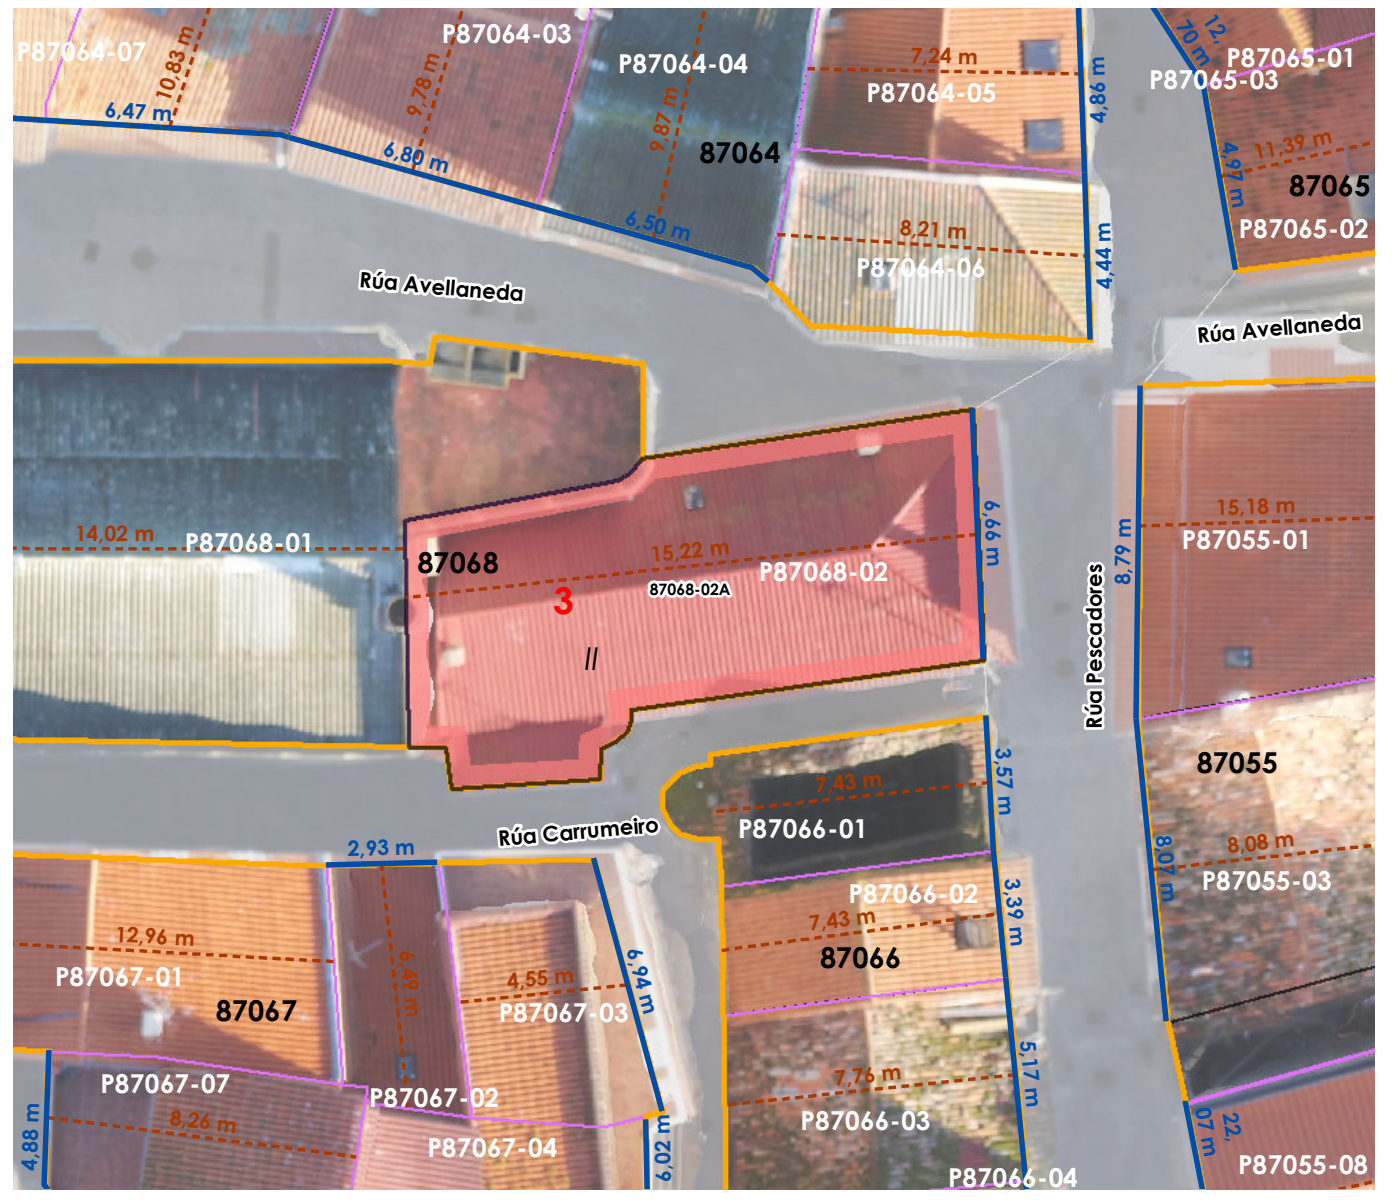 P87064-07
10,83 m
6,47 m
P87064-03
9,78 m
6,80 m
P87064-04
9,87 m
87064
6,50 m
7,24 m
P87064-05
4,86 m
8,21 m
P87064-06
4,44 m
12,
70 m
P87065-01
P87065-03
4,97 m
11,39 m
87065
P87065-02
Rúa Avellaneda
Rúa Avellaneda
14,02 m
P87068-01
87068
15,22 m
P87068-02
87068-02A
3
//
6,66 m
8,79 m
15,18 m
P87055-01
Rúa Pescadores
87055
3,57 m
7,43 m
P87066-01
Rúa Carrumeiro
2,93 m
8,07 m
8,08 m
P87055-03
P87066-02
3,39 m
7,43 m
87066
12,96 m
P87067-01
87067
6,49 m
4,55 m
P87067-03
6,94 m
5,17 m
7,76 m
P87066-03
P87067-07
P87067-02
8,26 m
4,88 m
P87067-04
6,02 m
P87066-04
22,
07 m
P87055-08